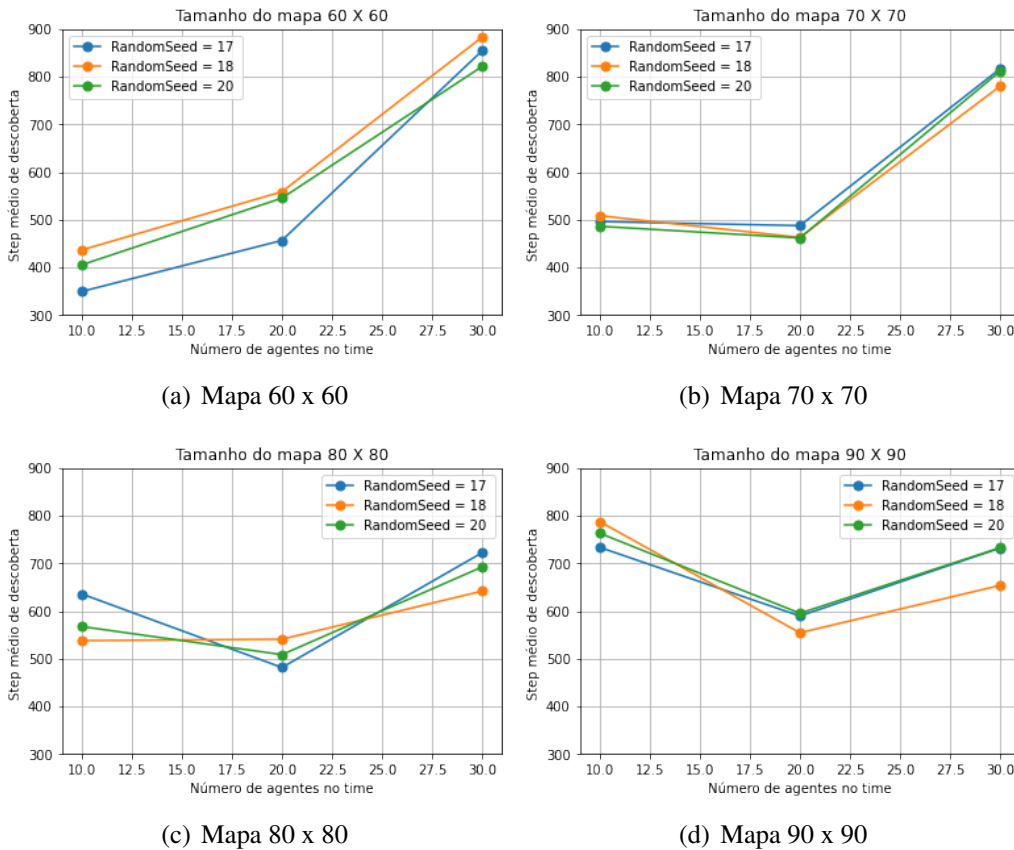 Tamanho do mapa 60 X 60
900
800
700
600
500
400
300
RandomSeed = 17
RandomSeed = 18
RandomSeed = 20
Step médio de descoberta
10.0 12.5 15.0 17.5 20.0 22.5 25.0 27.5 30.0
Número de agentes no time
(a) Mapa 60 x 60
Tamanho do mapa 70 X 70
900
800
700
600
500
400
300
RandomSeed = 17
RandomSeed = 18
RandomSeed = 20
Step médio de descoberta
10.0 12.5 15.0 17.5 20.0 22.5 25.0 27.5 30.0
Número de agentes no time
(b) Mapa 70 x 70
Tamanho do mapa 80 X 80
900
800
700
600
500
400
300
RandomSeed = 17
RandomSeed = 18
RandomSeed = 20
Step médio de descoberta
10.0 12.5 15.0 17.5 20.0 22.5 25.0 27.5 30.0
Número de agentes no time
(c) Mapa 80 x 80
Tamanho do mapa 90 X 90
900
800
700
600
500
400
300
RandomSeed = 17
RandomSeed = 18
RandomSeed = 20
Step médio de descoberta
10.0 12.5 15.0 17.5 20.0 22.5 25.0 27.5 30.0
Número de agentes no time
(d) Mapa 90 x 90